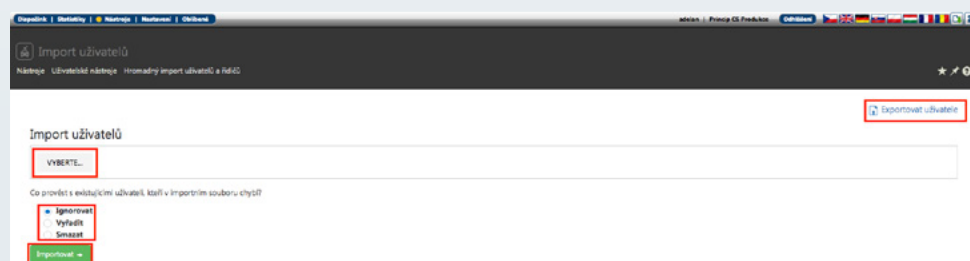 Dispečink | Statistiky | Nástroje | Nastavení | Oblíbené
adelan | Princip CS Produkce Odhlášení
Import uživatelů
Nástroje Uživatelské nástroje Hromadný import uživatelů a řidičů
Exportovat uživatele
Import uživatelů
VYBERTE...
Co provést s existujícími uživateli, kteří v importním souboru chybí?
Ignorovat
Vyřadit
Smazat
Importovat